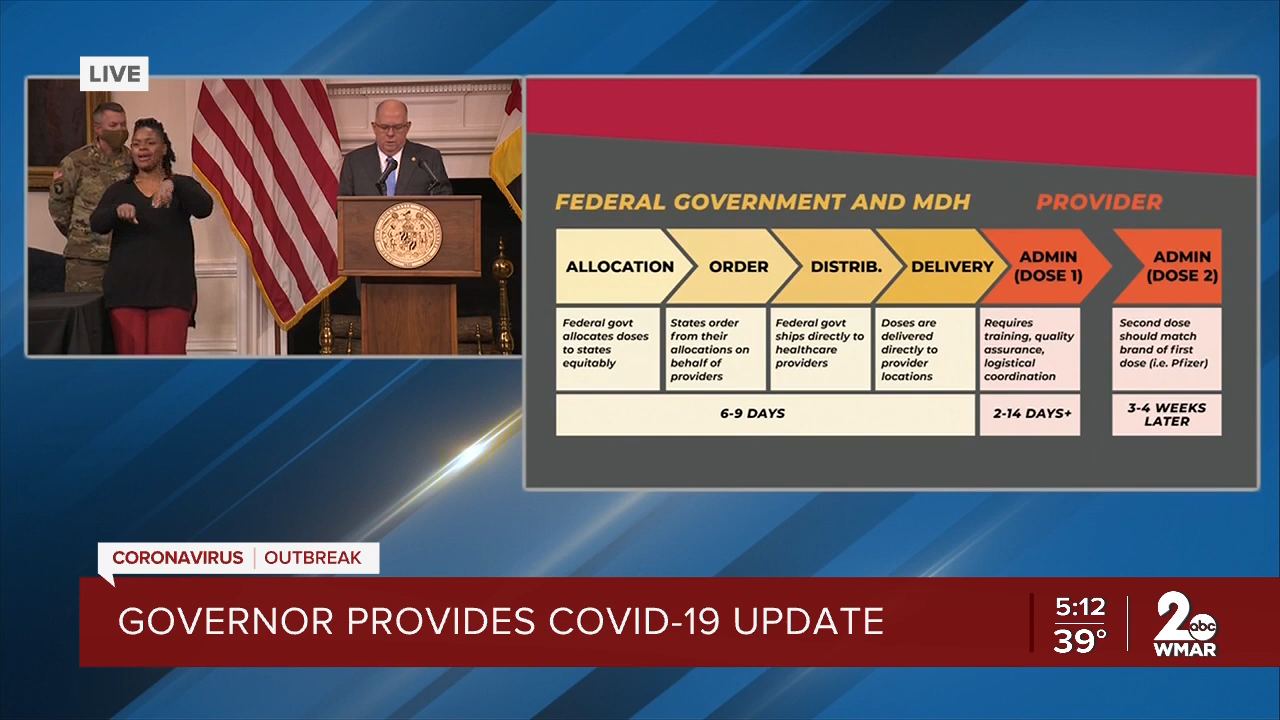 LIVE
FEDERAL GOVERNMENT AND MDH
PROVIDER
ALLOCATION
ORDER
DISTRIB.
DELIVERY
ADMIN
(DOSE 1)
ADMIN
(DOSE 2)
Federal govt
allocates doses
to states
equitably
States order
from their
allocations on
behalf of
providers
Federal govt
ships directly to
healthcare
providers
Doses are
delivered
directly to
provider
locations
Requires
training, quality
assurance,
logistical
coordination
Second dose
should match
brand of first
dose (i.e. Pfizer)
6-9 DAYS
2-14 DAYS+
3-4 WEEKS
LATER
CORONAVIRUS | OUTBREAK
GOVERNOR PROVIDES COVID-19 UPDATE
5:12
39°
2 abc
WMAR